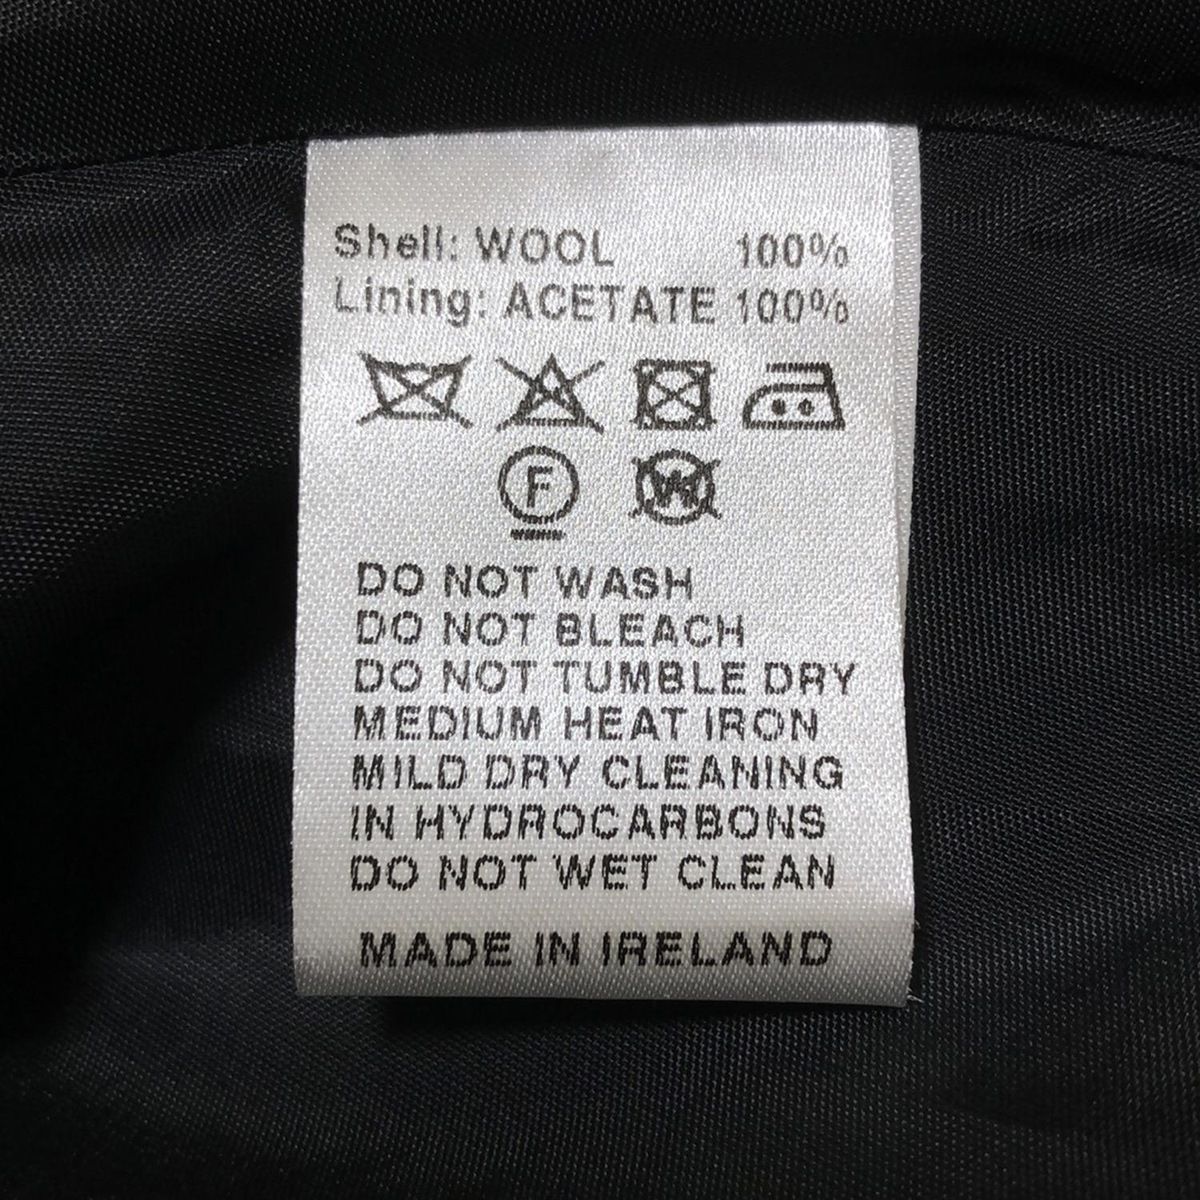 Shell: WOOL 100%
Lining: ACETATE 100%
F W
DO NOT WASH
DO NOT BLEACH
DO NOT TUMBLE DRY
MEDIUM HEAT IRON
MILD DRY CLEANING
IN HYDROCARBONS
DO NOT WET CLEAN
MADE IN IRELAND